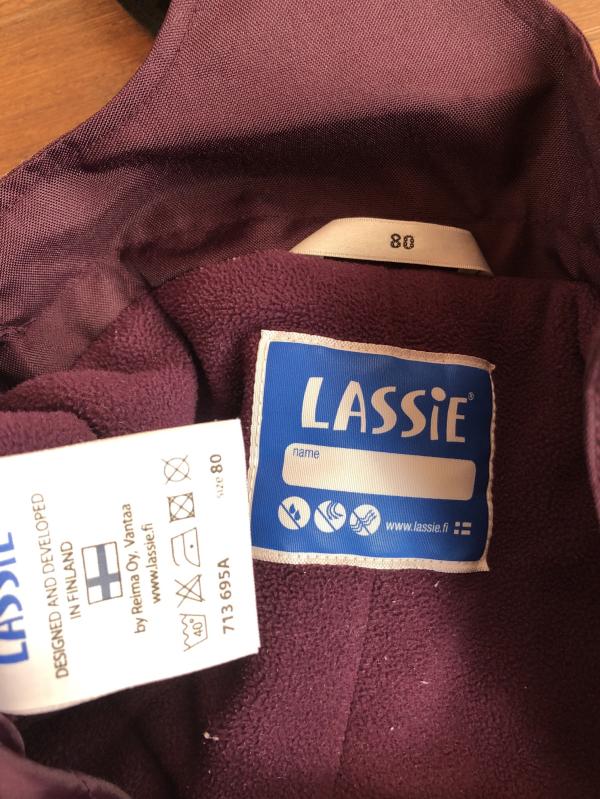 80
LASSiE®
name
www.lassie.fi
LASSiE
DESIGNED AND DEVELOPED
IN FINLAND
by Reima Oy, Vantaa
www.lassie.fi
40°
size 80
713 695A